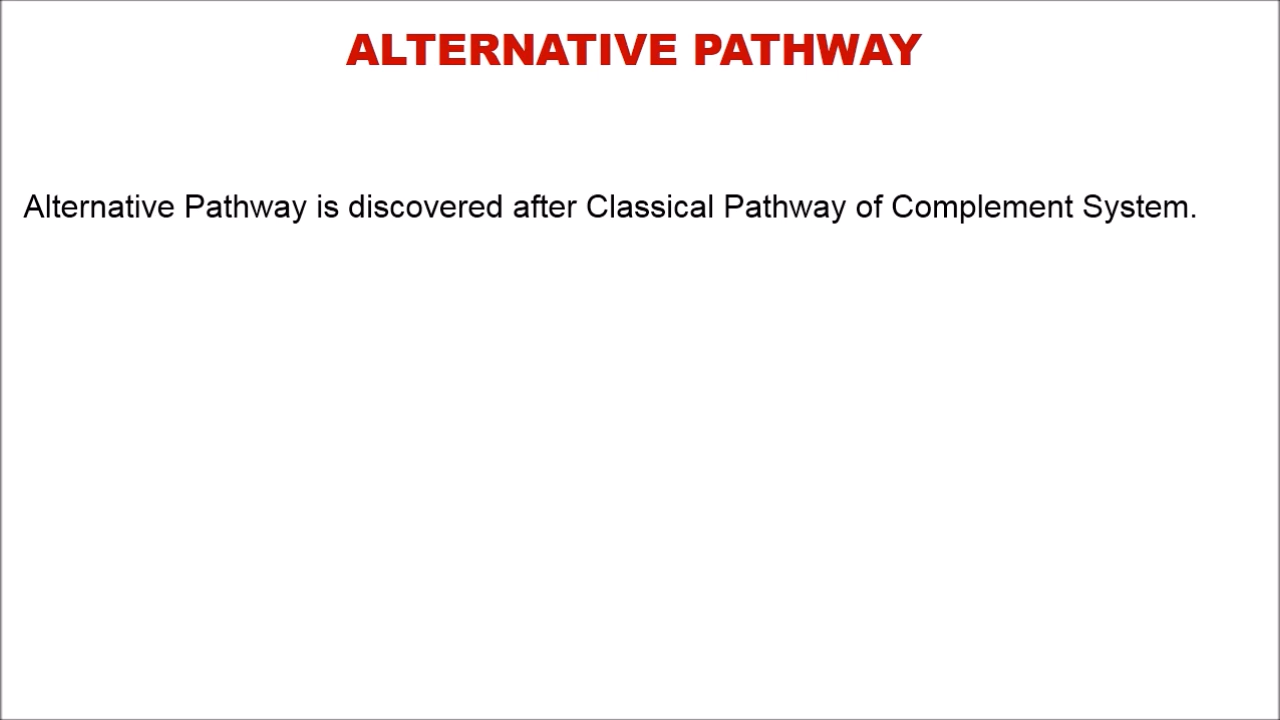 ALTERNATIVE PATHWAY
Alternative Pathway is discovered after Classical Pathway of Complement System.